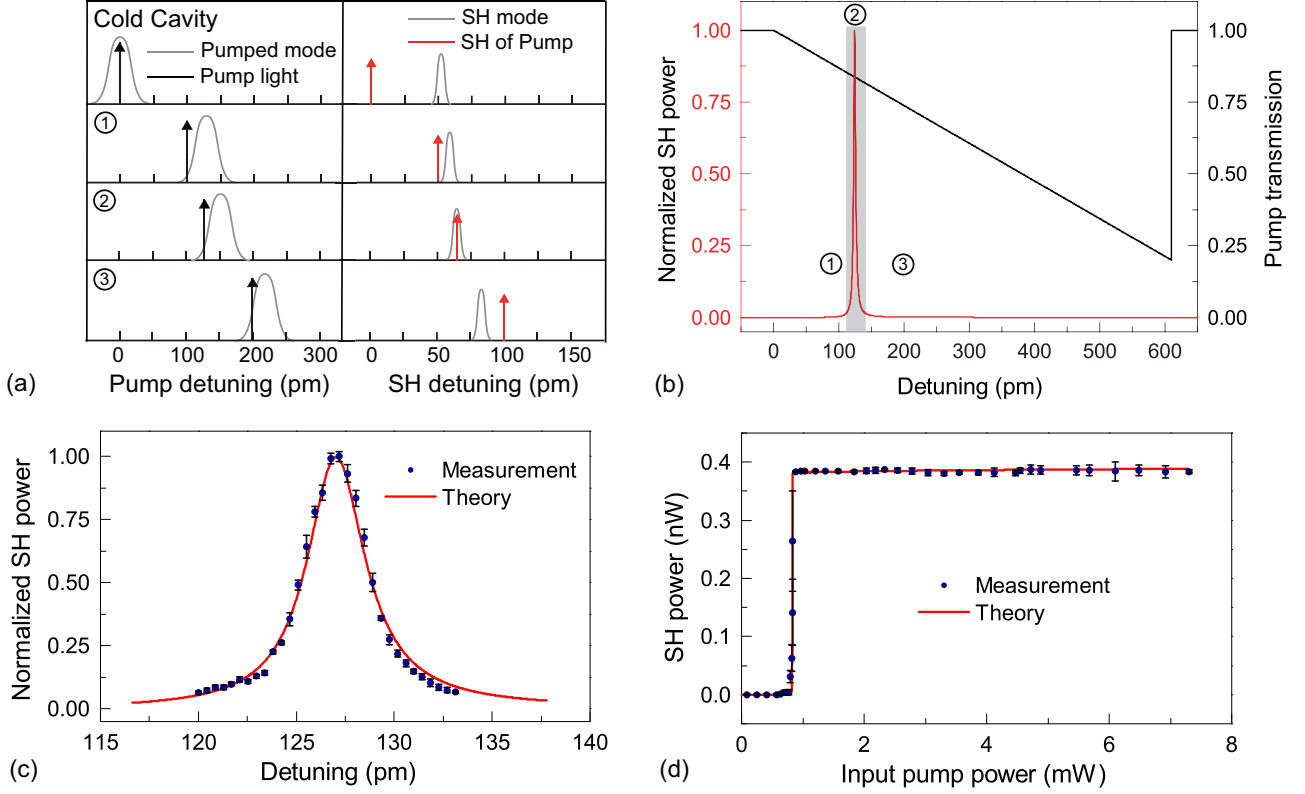 Cold Cavity
Pumped mode
Pump light
SH mode
SH of Pump
①
②
③
0 100 200 300
0 50 100 150
Pump detuning (pm)
SH detuning (pm)
(a)
②
1.00
0.75
0.50
0.25
0.00
Normalized SH power
① ③
1.00
0.75
0.50
0.25
0.00
Pump transmission
0 100 200 300 400 500 600
Detuning (pm)
(b)
1.00
0.75
0.50
0.25
0.00
Normalized SH power
Measurement
Theory
115 120 125 130 135 140
Detuning (pm)
(c)
0.4
0.3
0.4
0.1
0.0
SH power (nW)
Measurement
Theory
0 2 4 6 8
Input pump power (mW)
(d)